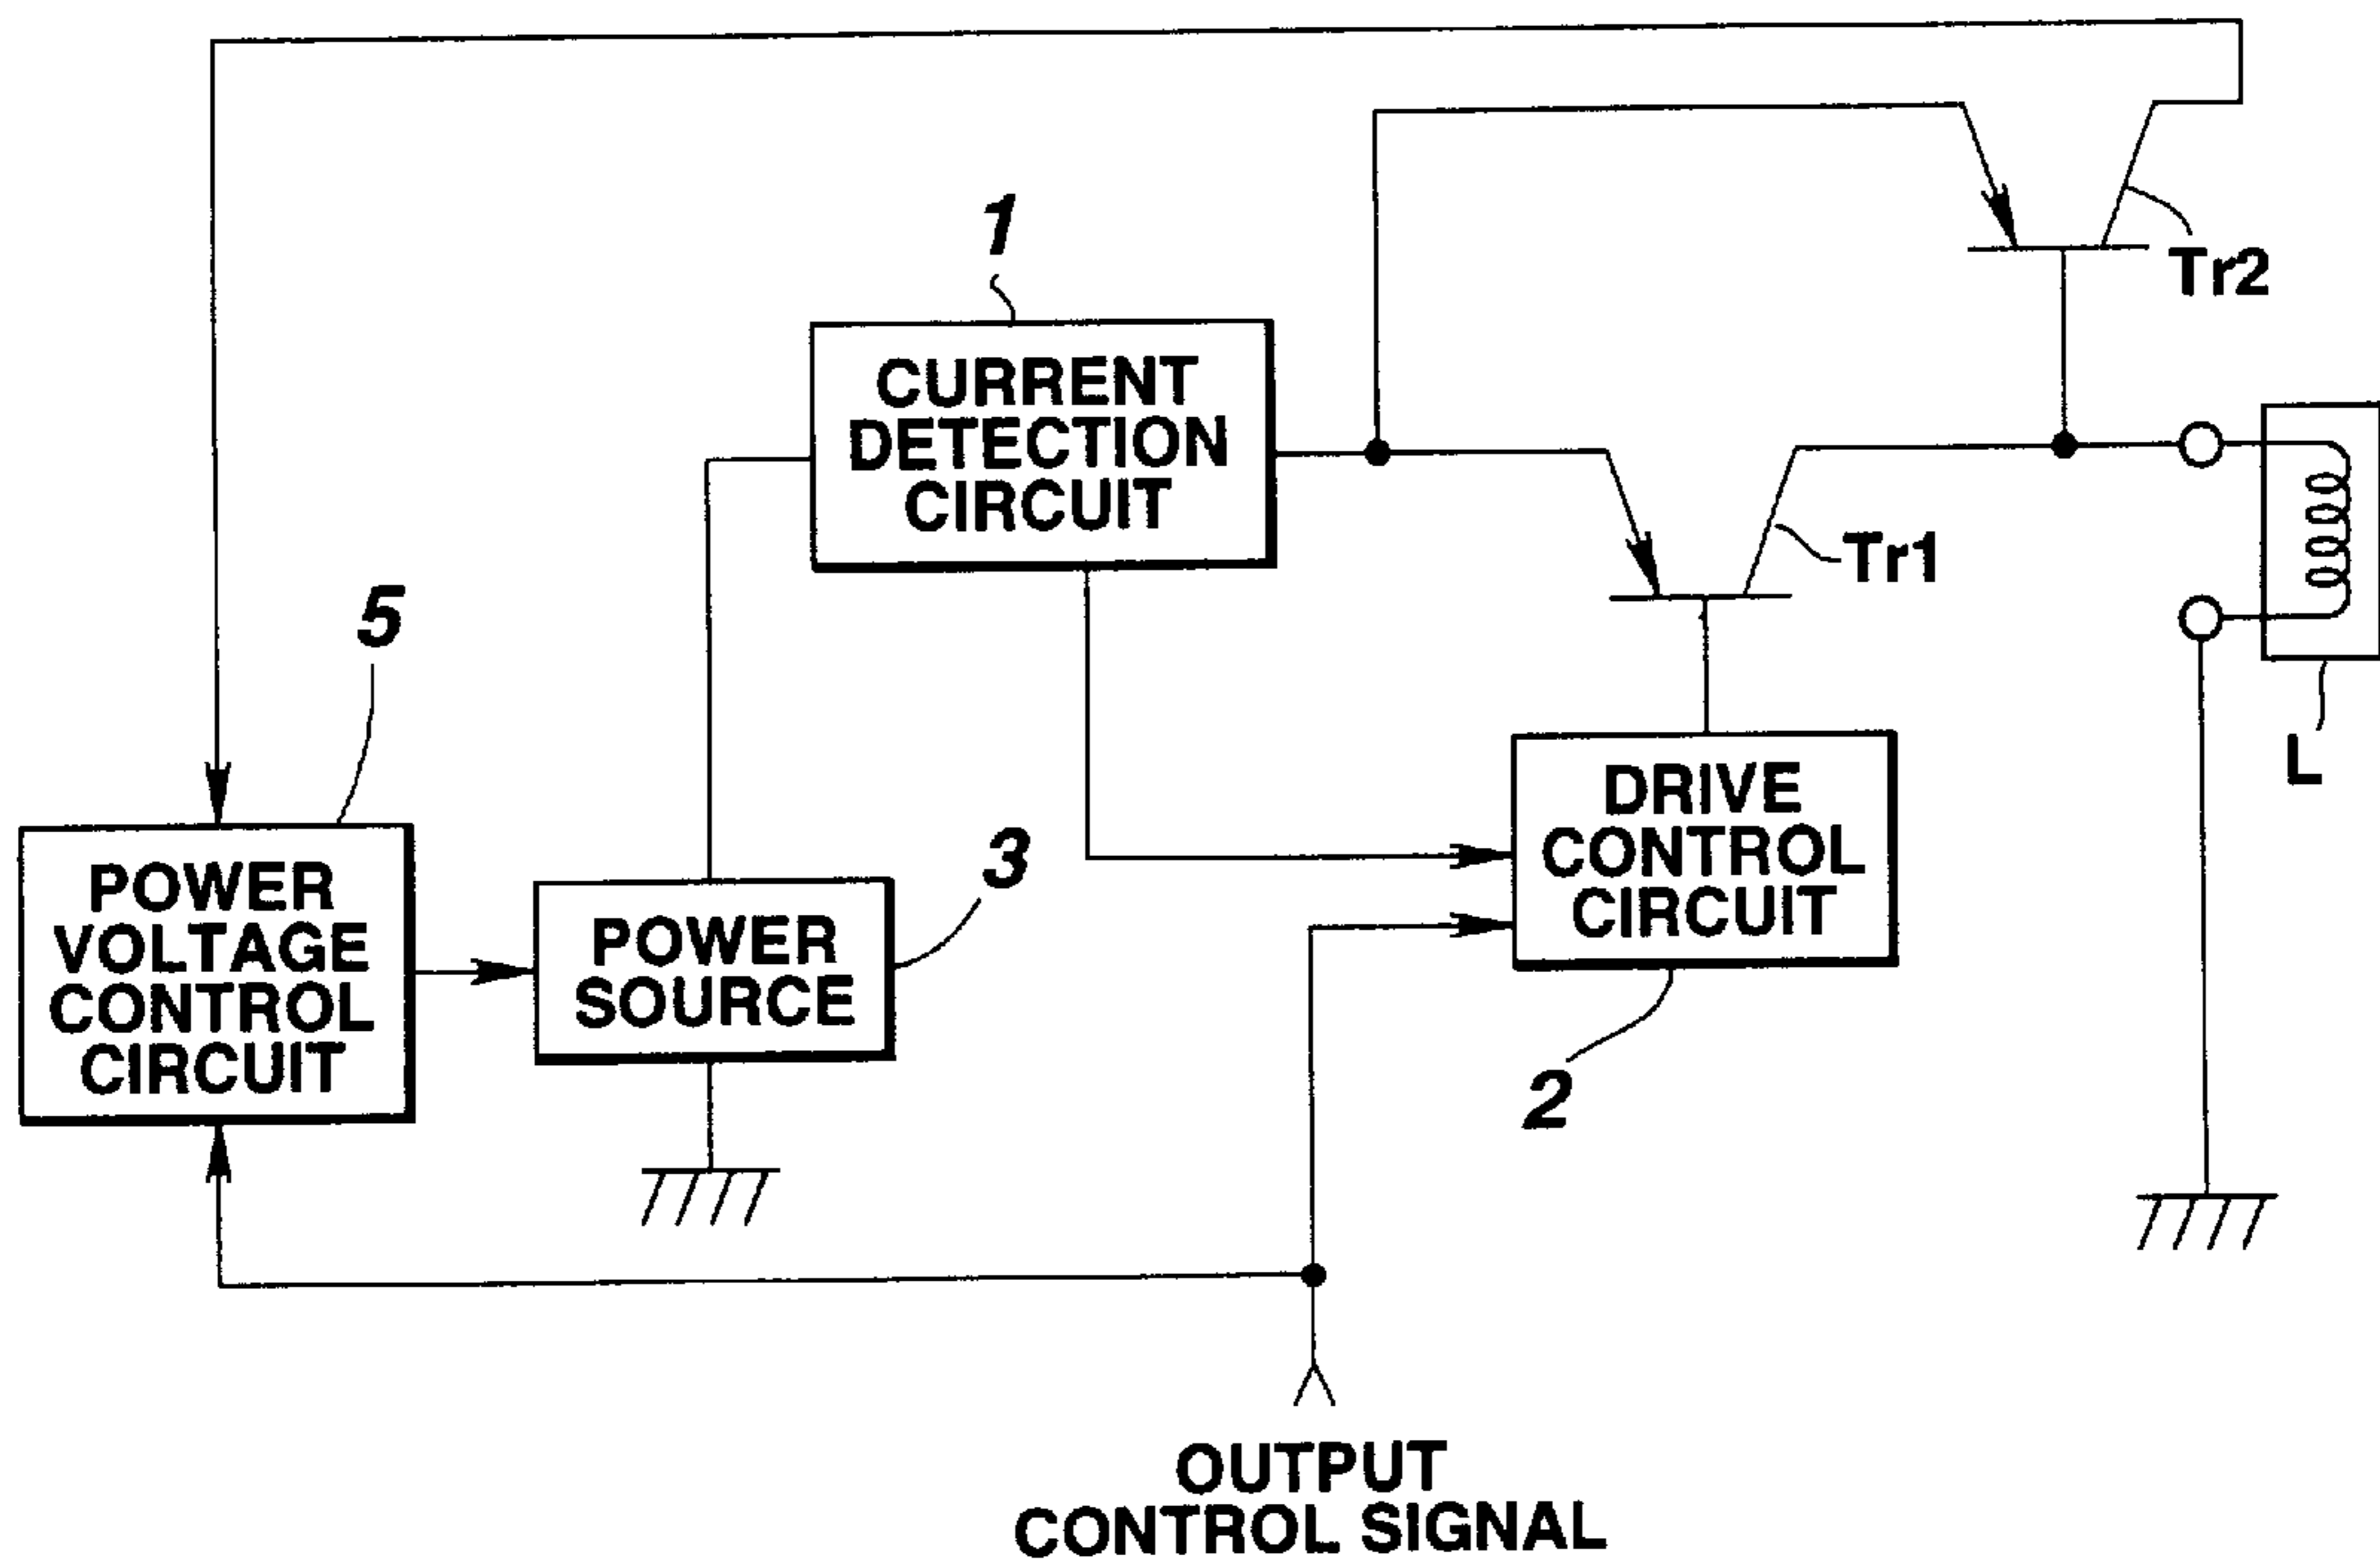 1
CURRENT
DETECTION
CIRCUIT
Tr2
Tr1
L
5
POWER
VOLTAGE
CONTROL
CIRCUIT
3
POWER
SOURCE
DRIVE
CONTROL
CIRCUIT
2
OUTPUT
CONTROL SIGNAL